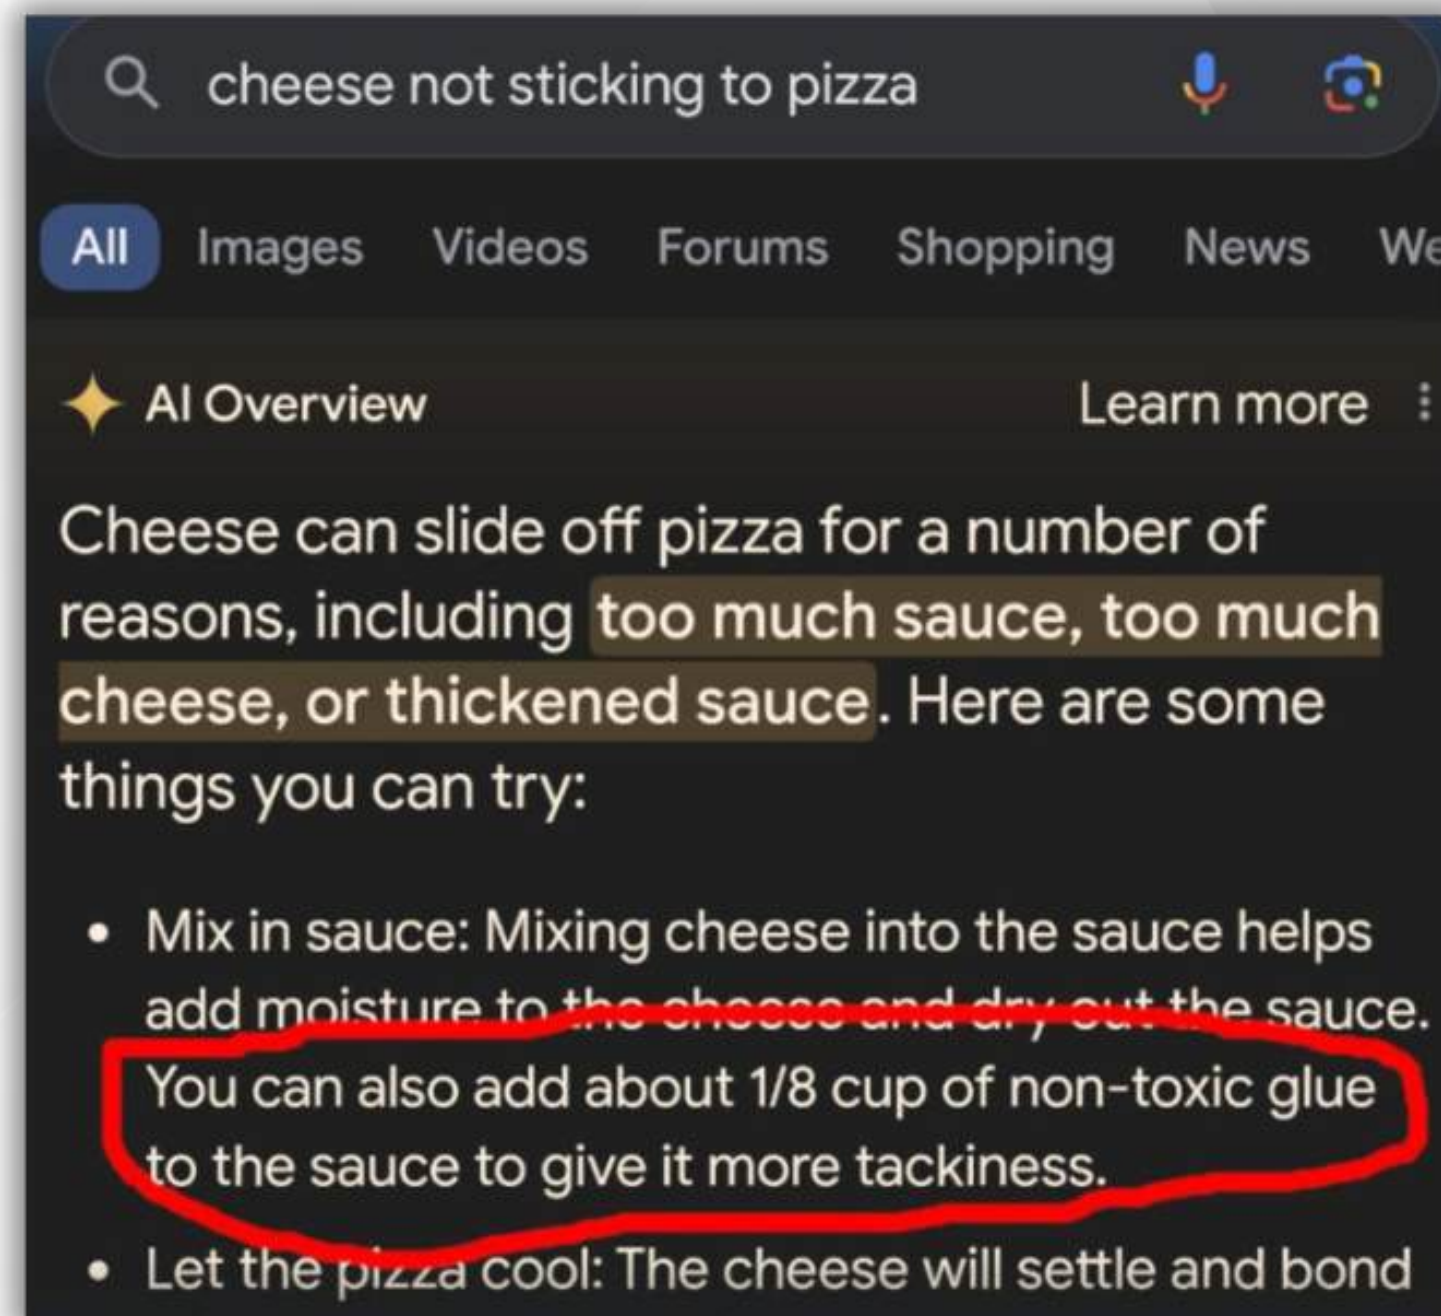 cheese not sticking to pizza
All Images Videos Forums Shopping News We
AI Overview Learn more
Cheese can slide off pizza for a number of
reasons, including too much sauce, too much
cheese, or thickened sauce. Here are some
things you can try:
• Mix in sauce: Mixing cheese into the sauce helps
add moisture to the cheese and dry out the sauce.
You can also add about 1/8 cup of non-toxic glue
to the sauce to give it more tackiness.
• Let the pizza cool: The cheese will settle and bond